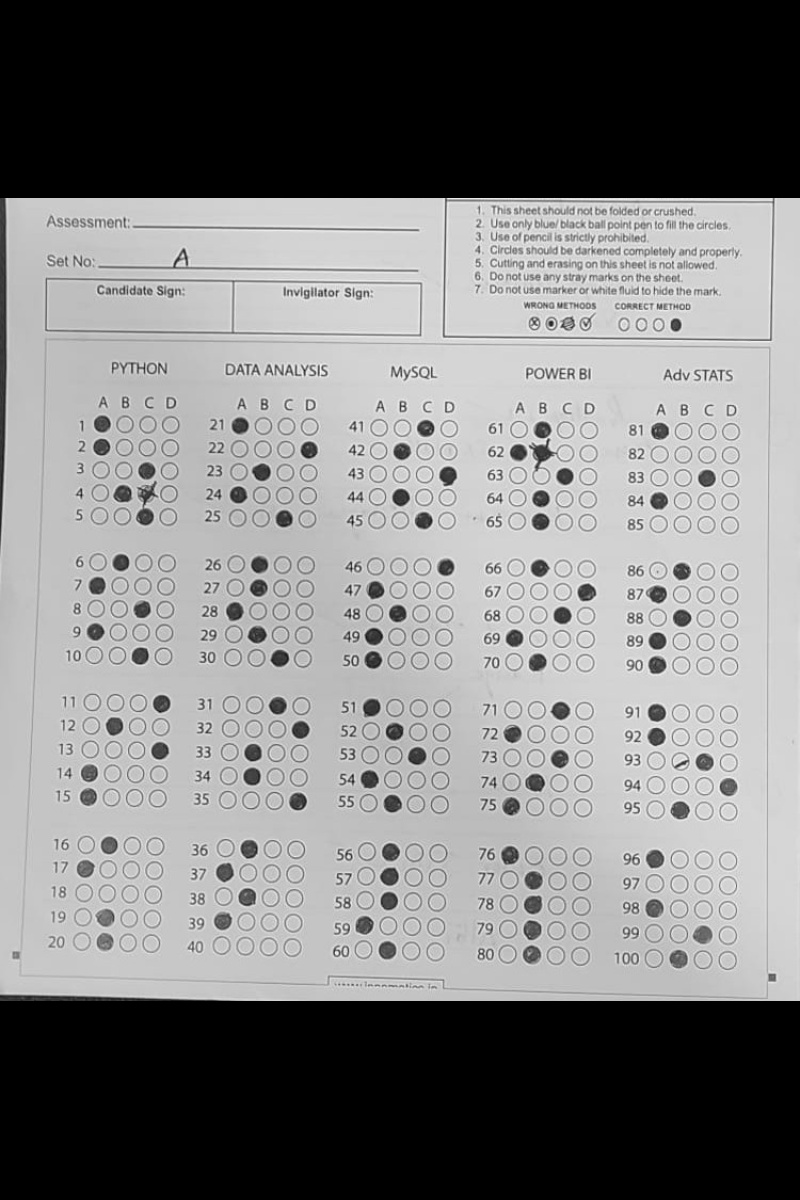 Assessment:
Set No: A
Candidate Sign: Invigilator Sign:
1. This sheet should not be folded or crushed.
2. Use only blue/ black ball point pen to fill the circles.
3. Use of pencil is strictly prohibited.
4. Circles should be darkened completely and properly.
5. Cutting and erasing on this sheet is not allowed.
6. Do not use any stray marks on the sheet.
7. Do not use marker or white fluid to hide the mark.
WRONG METHODS CORRECT METHOD
PYTHON DATA ANALYSIS MySQL POWER BI Adv STATS
A B C D A B C D A B C D A B C D A B C D
1 21 41 61 81
2 22 42 62 82
3 23 43 63 83
4 24 44 64 84
5 25 45 65 85
6 26 46 66 86
7 27 47 67 87
8 28 48 68 88
9 29 49 69 89
10 30 50 70 90
11 31 51 71 91
12 32 52 72 92
13 33 53 73 93
14 34 54 74 94
15 35 55 75 95
16 36 56 76 96
17 37 57 77 97
18 38 58 78 98
19 39 59 79 99
20 40 60 80 100